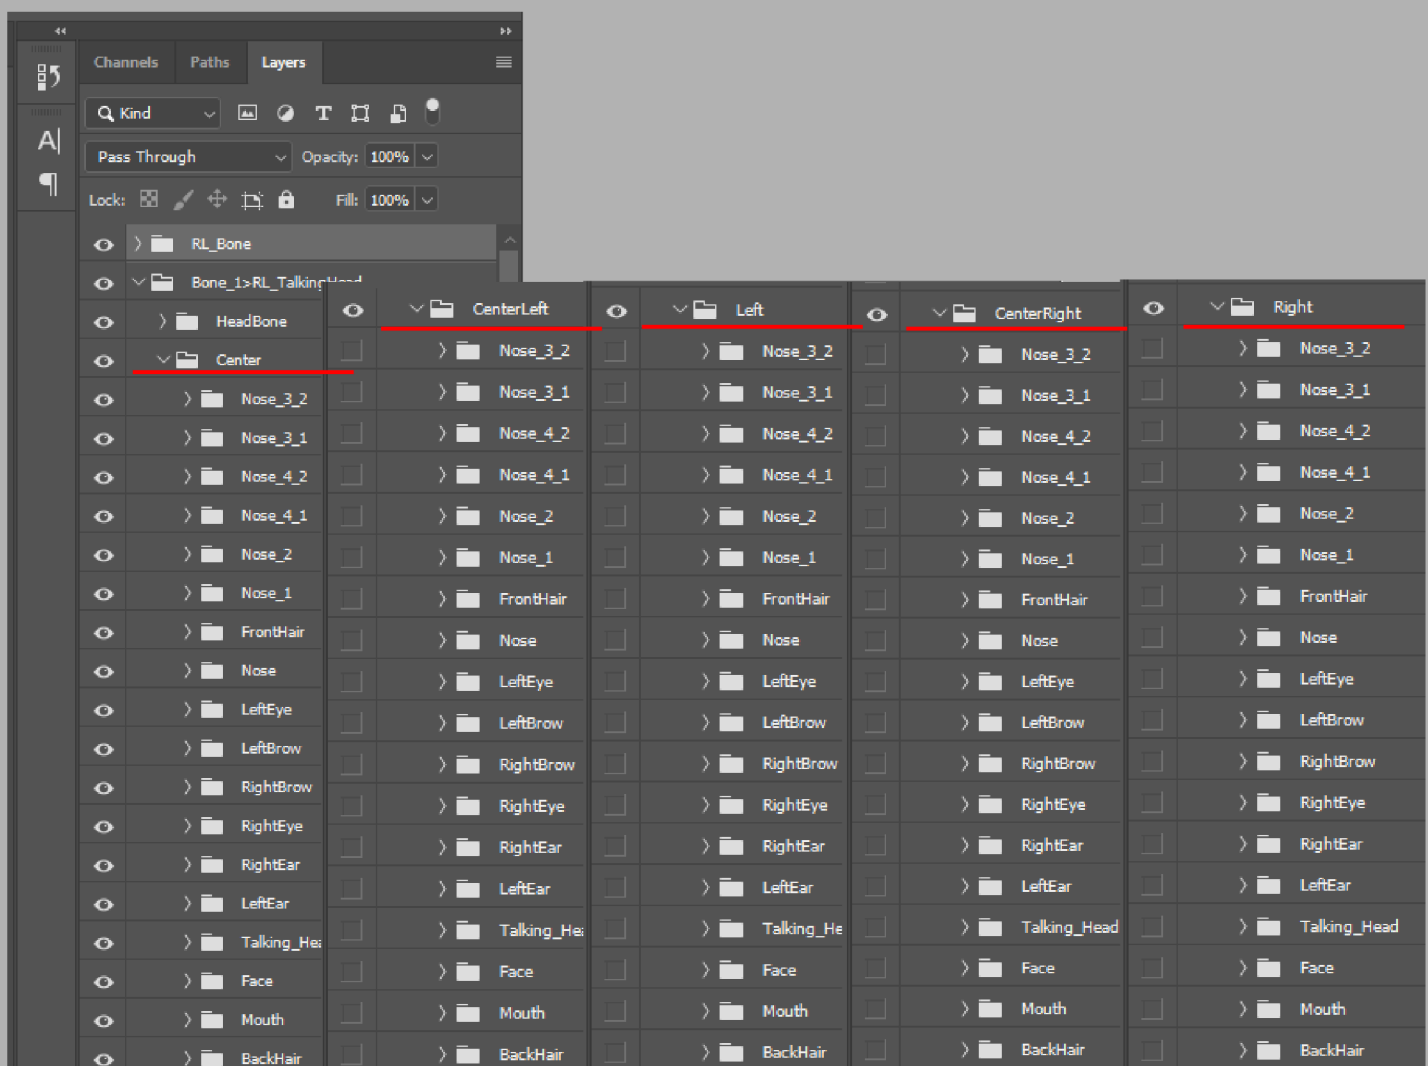 Channels
Paths
Layers
Kind
Pass Through
Opacity: 100%
Lock:
Fill: 100%
RL_Bone
Bone_1>RL_TalkingHead
HeadBone
Center
Nose_3_2
Nose_3_1
Nose_4_2
Nose_4_1
Nose_2
Nose_1
FrontHair
Nose
LeftEye
LeftBrow
RightBrow
RightEye
RightEar
LeftEar
Talking_Hea
Face
Mouth
BackHair
CenterLeft
Nose_3_2
Nose_3_1
Nose_4_2
Nose_4_1
Nose_2
Nose_1
FrontHair
Nose
LeftEye
LeftBrow
RightBrow
RightEye
RightEar
LeftEar
Talking_Hea
Face
Mouth
BackHair
Left
Nose_3_2
Nose_3_1
Nose_4_2
Nose_4_1
Nose_2
Nose_1
FrontHair
Nose
LeftEye
LeftBrow
RightBrow
RightEye
RightEar
LeftEar
Talking_He
Face
Mouth
BackHair
CenterRight
Nose_3_2
Nose_3_1
Nose_4_2
Nose_4_1
Nose_2
Nose_1
FrontHair
Nose
LeftEye
LeftBrow
RightBrow
RightEye
RightEar
LeftEar
Talking_Head
Face
Mouth
BackHair
Right
Nose_3_2
Nose_3_1
Nose_4_2
Nose_4_1
Nose_2
Nose_1
FrontHair
Nose
LeftEye
LeftBrow
RightBrow
RightEye
RightEar
LeftEar
Talking_Head
Face
Mouth
BackHair